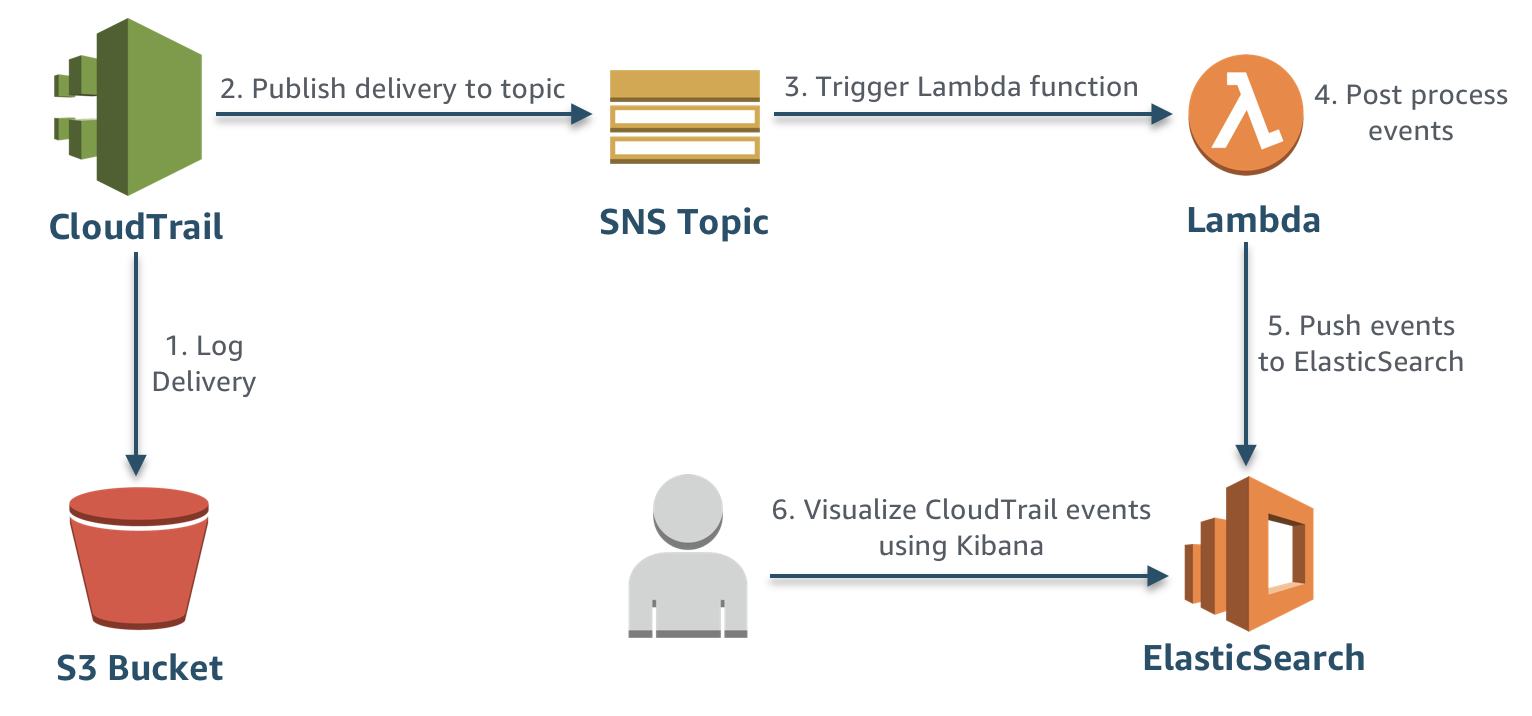 2. Publish delivery to topic
3. Trigger Lambda function
4. Post process
events
CloudTrail
SNS Topic
Lambda
1. Log
Delivery
5. Push events
to ElasticSearch
6. Visualize CloudTrail events
using Kibana
S3 Bucket
ElasticSearch